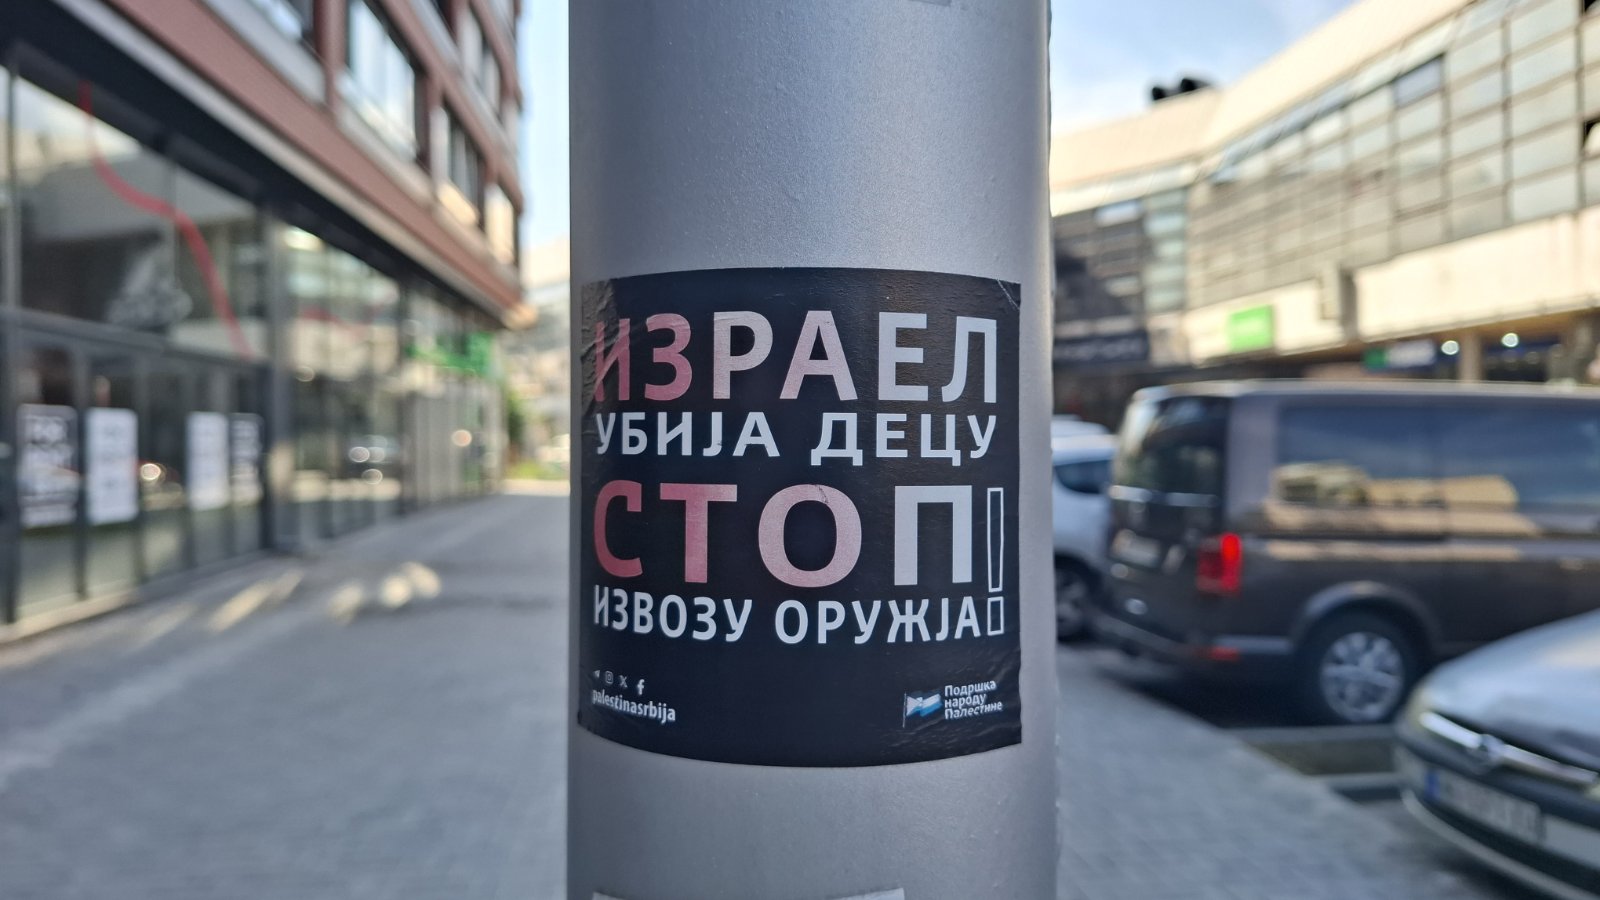 ИЗРАЕЛ
УБИЈА ДЕЦУ
СТОП!
ИЗВОЗУ ОРУЖЈА
palestinasrbija
Подршка
народу
Палестине